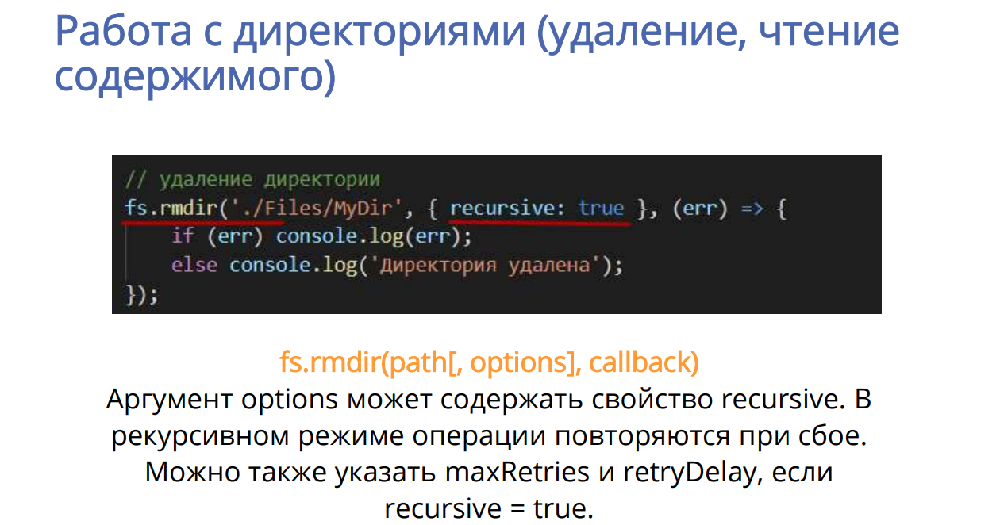 Работа с директориями (удаление, чтение
содержимого)
// удаление директории
fs.rmdir('./Files/MyDir', { recursive: true }, (err) => {
    if (err) console.log(err);
    else console.log('Директория удалена');
});
fs.rmdir(path[, options], callback)
Аргумент options может содержать свойство recursive. В
рекурсивном режиме операции повторяются при сбое.
Можно также указать maxRetries и retryDelay, если
recursive = true.